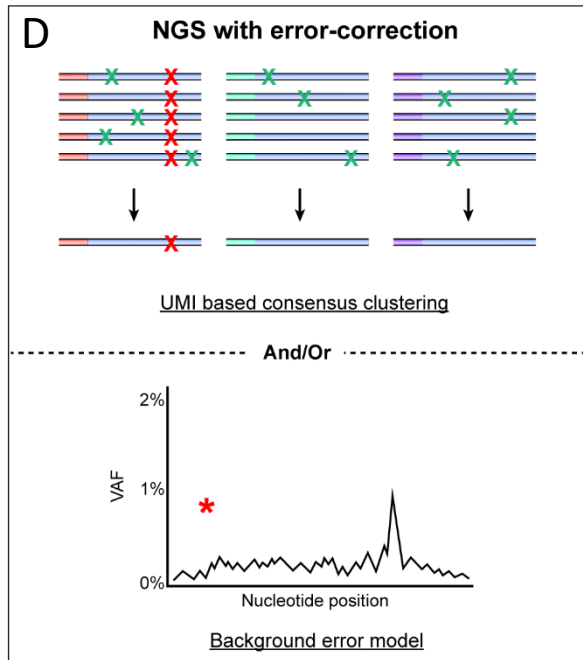 D
NGS with error-correction
UMI based consensus clustering
And/Or
2%
1%
0%
VAF
*
Nucleotide position
Background error model